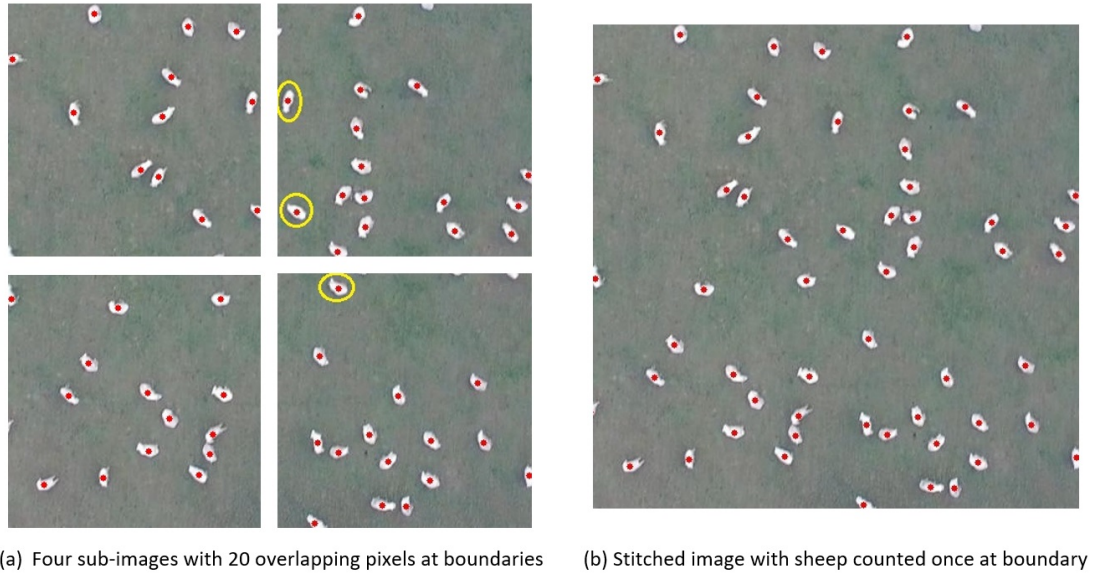 (a) Four sub-images with 20 overlapping pixels at boundaries
(b) Stitched image with sheep counted once at boundary